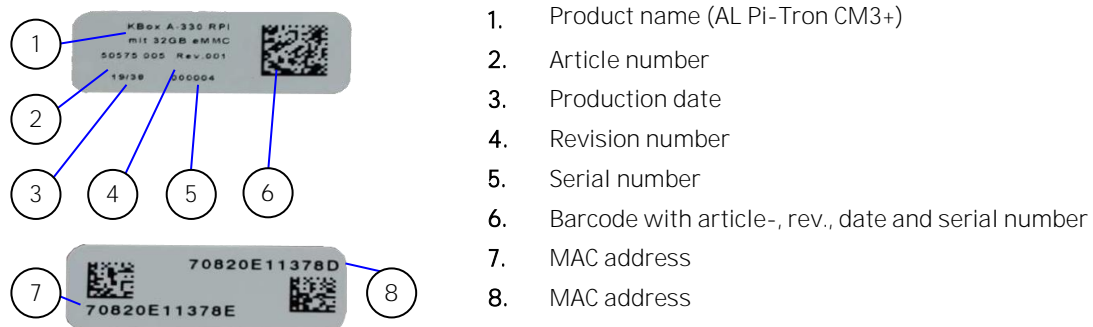 KBox A-330 RPI
mit 32GB eMMC
50575 005 Rev.001
19/38 000004
1
2
3
4
5
6
70820E11378D
70820E11378E
7
8
1. Product name (AL Pi-Tron CM3+)
2. Article number
3. Production date
4. Revision number
5. Serial number
6. Barcode with article-, rev., date and serial number
7. MAC address
8. MAC address